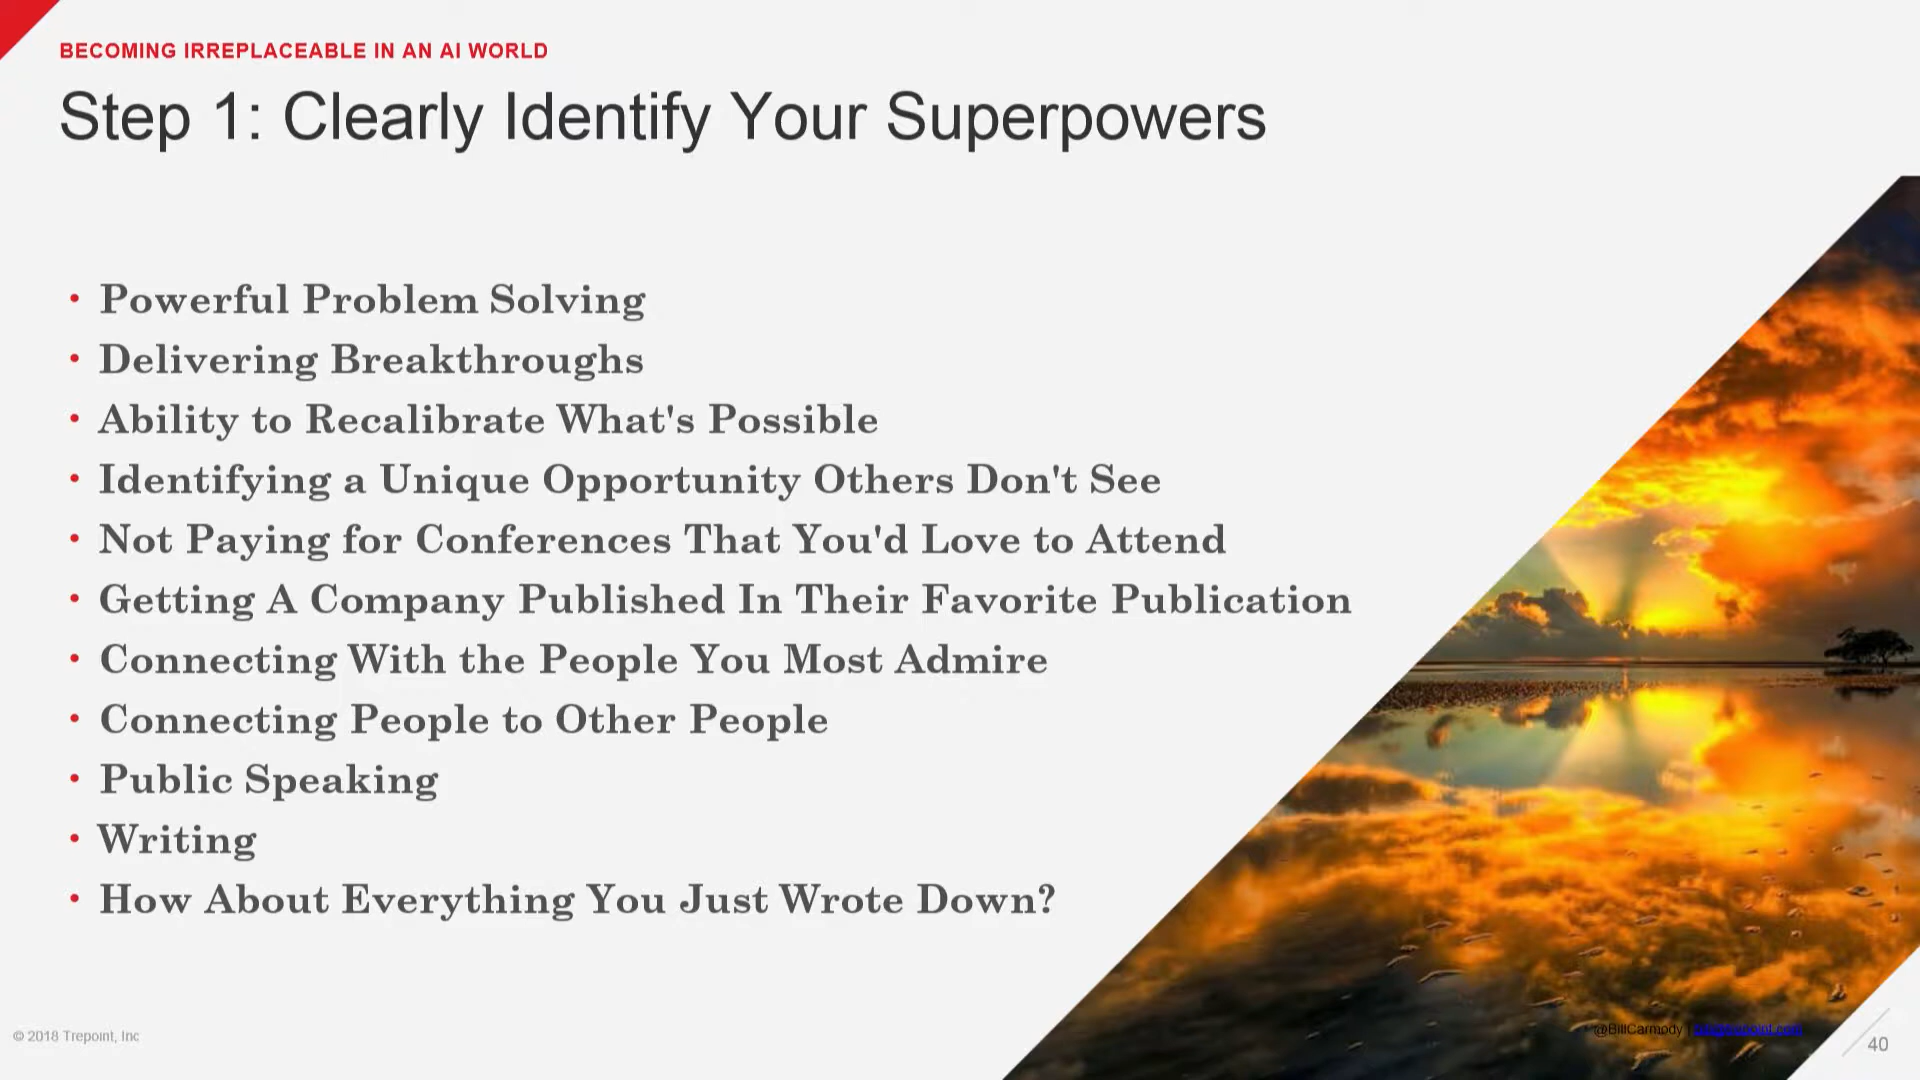 BECOMING IRREPLACEABLE IN AN AI WORLD
Step 1: Clearly Identify Your Superpowers
• Powerful Problem Solving
• Delivering Breakthroughs
• Ability to Recalibrate What's Possible
• Identifying a Unique Opportunity Others Don't See
• Not Paying for Conferences That You'd Love to Attend
• Getting A Company Published In Their Favorite Publication
• Connecting With the People You Most Admire
• Connecting People to Other People
• Public Speaking
• Writing
• How About Everything You Just Wrote Down?
© 2018 Trepoint, Inc
@BillCarmody |
40